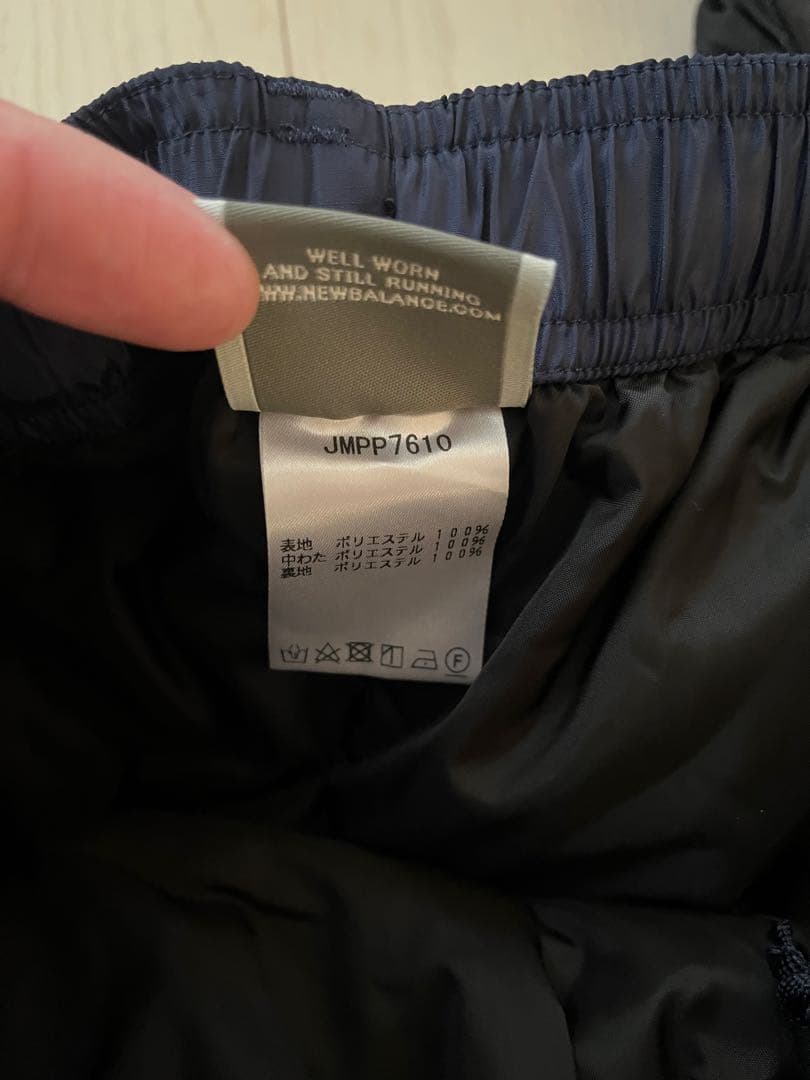 WELL WORN
AND STILL RUNNING
WWW.NEWBALANCE.COM
JMPP7610
表地 ポリエステル 100%
中わた ポリエステル 100%
裏地 ポリエステル 100%
F